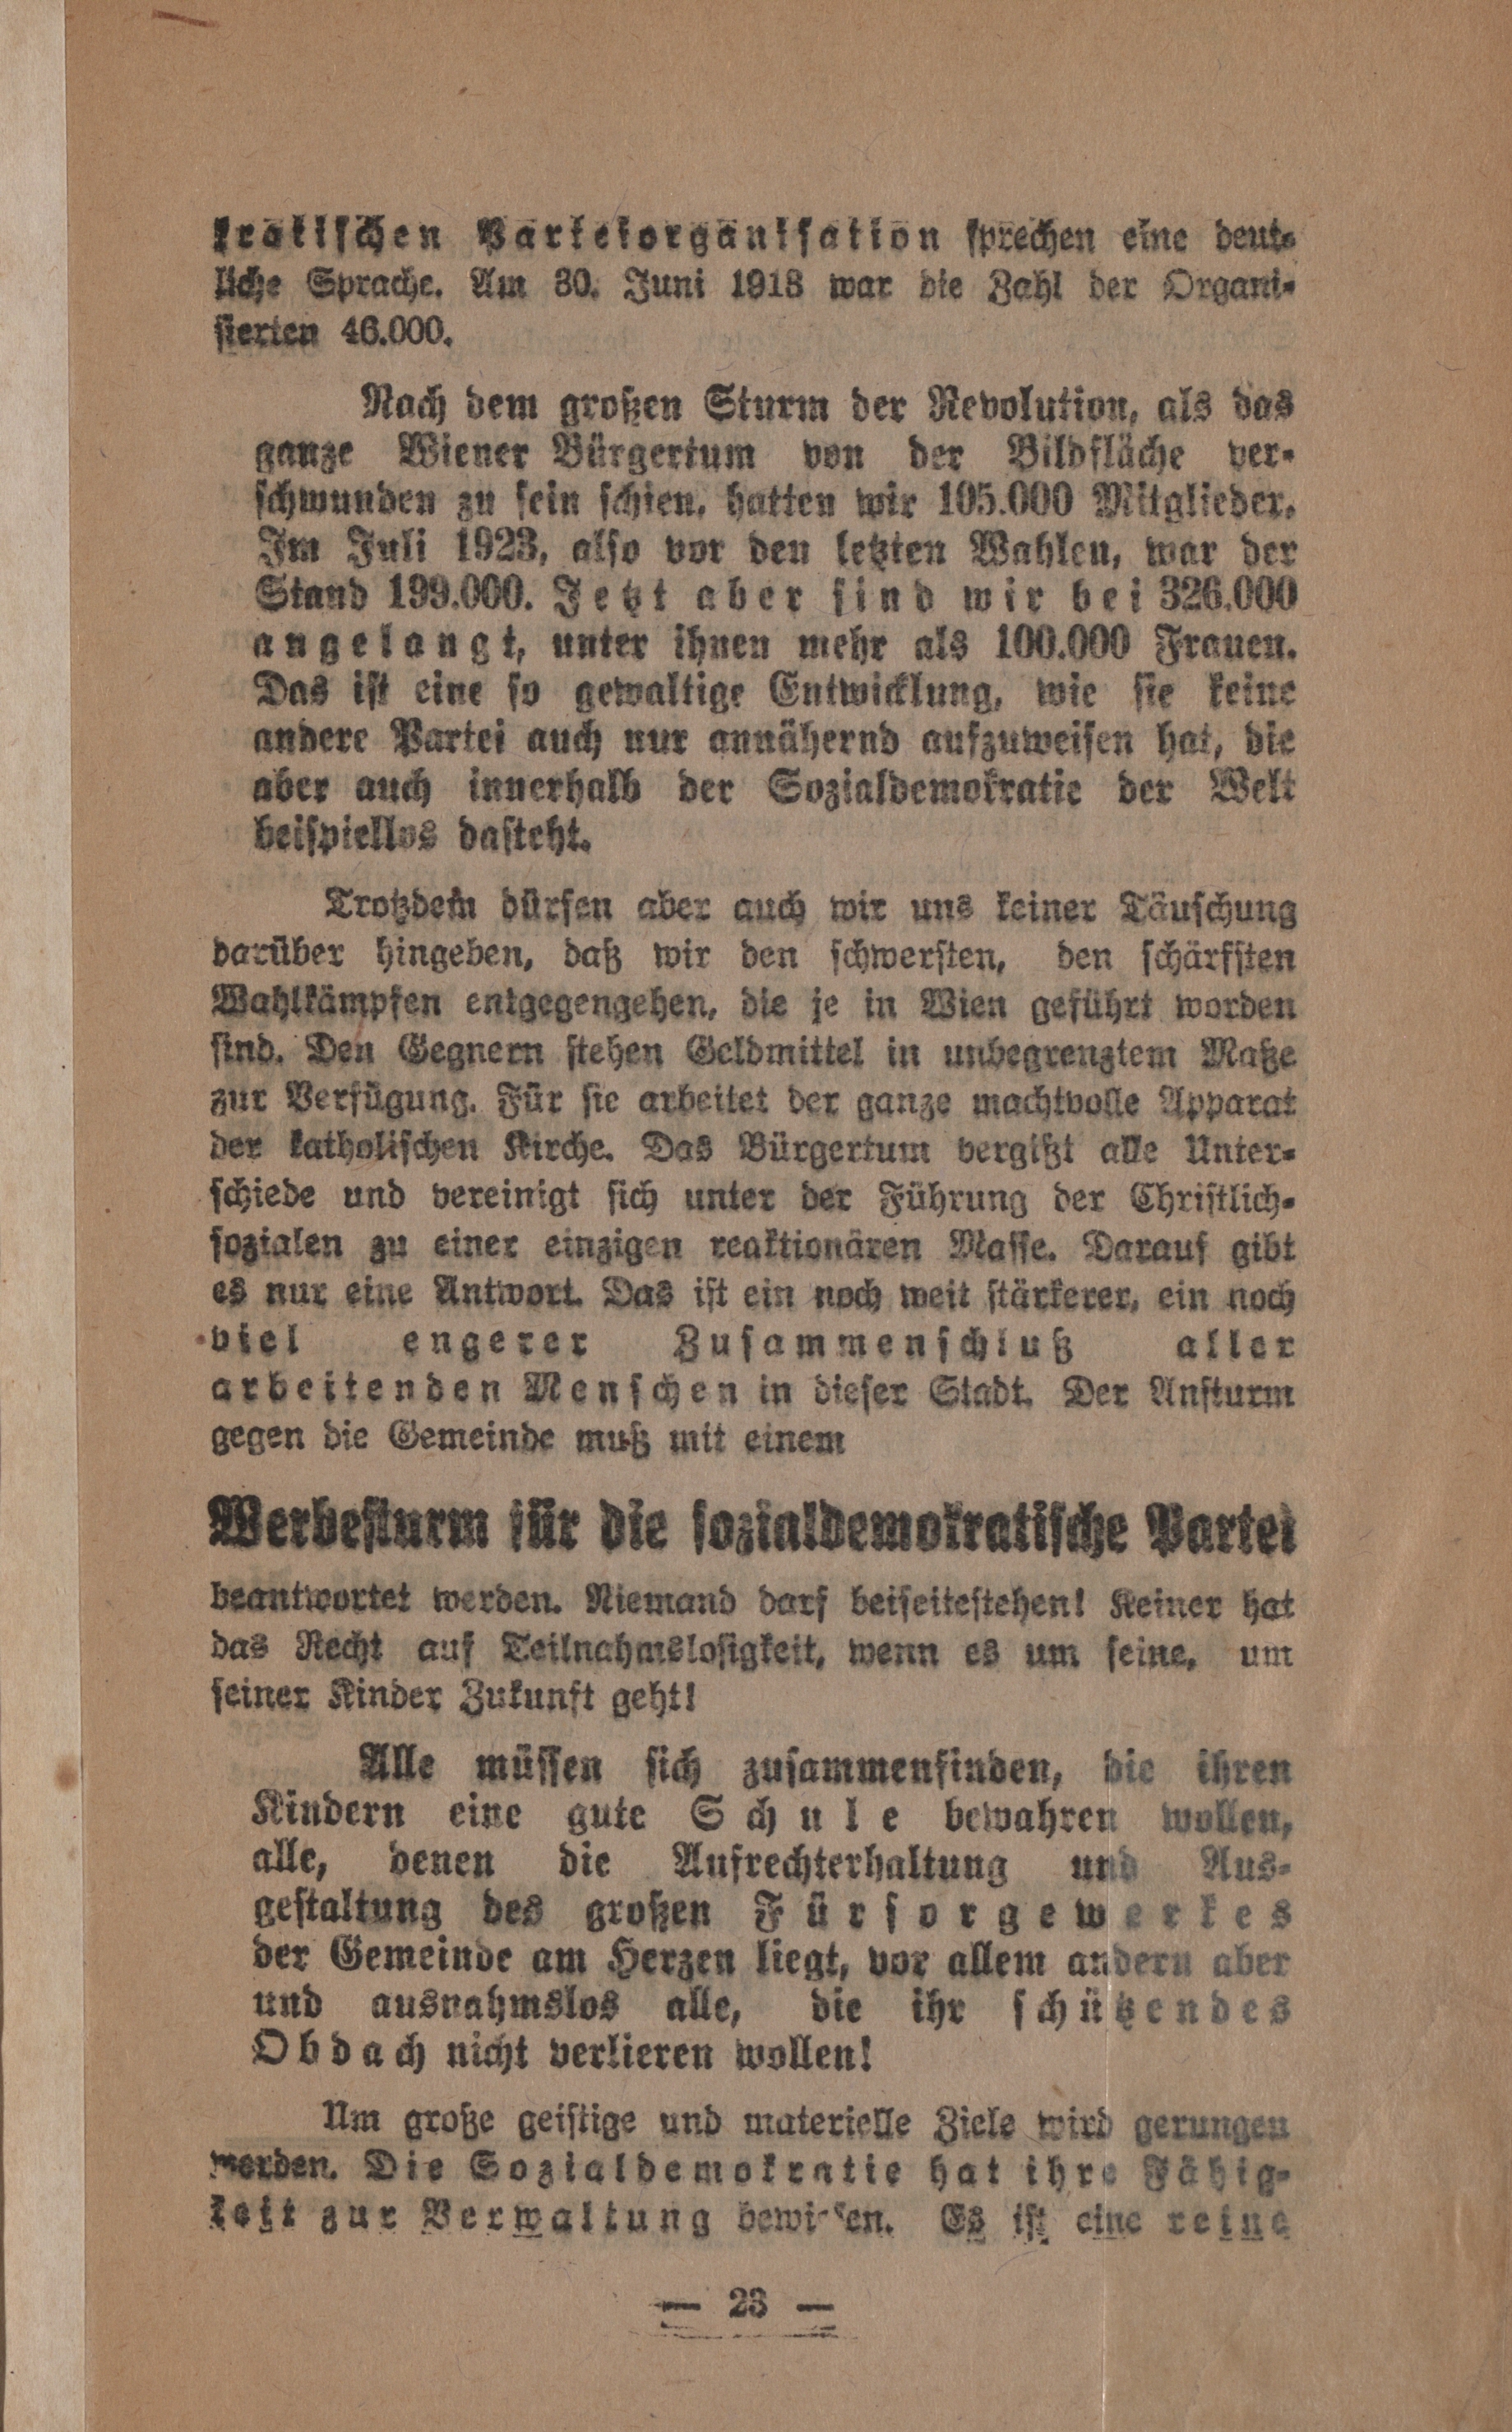 kratischen Parteiorganisation sprechen eine deut-
liche Sprache. Am 30. Juni 1918 war die Zahl der Organi-
sierten 46.000.
Nach dem großen Sturm der Revolution, als das
ganze Wiener Bürgertum von der Bildfläche ver-
schwunden zu sein schien, hatten wir 105.000 Mitglieder.
Im Juli 1923, also vor den letzten Wahlen, war der
Stand 199.000. Jetzt aber sind wir bei 326.000
angelangt, unter ihnen mehr als 100.000 Frauen.
Das ist eine so gewaltige Entwicklung, wie sie keine
andere Partei auch nur annähernd aufzuweisen hat, die
aber auch innerhalb der Sozialdemokratie der Welt
beispiellos dasteht.
Trotzdem dürfen aber auch wir uns keiner Täuschung
darüber hingeben, daß wir den schwersten, den schärfsten
Wahlkämpfen entgegengehen, die je in Wien geführt worden
sind. Den Gegnern stehen Geldmittel in unbegrenztem Maße
zur Verfügung. Für sie arbeitet der ganze machtvolle Apparat
der katholischen Kirche. Das Bürgertum vergißt alle Unter-
schiede und vereinigt sich unter der Führung der Christlich-
sozialen zu einer einzigen reaktionären Masse. Darauf gibt
es nur eine Antwort. Das ist ein noch weit stärkerer, ein noch
viel engerer Zusammenschluß aller
arbeitenden Menschen in dieser Stadt. Der Ansturm
gegen die Gemeinde muß mit einem
Werbesturm für die sozialdemokratische Partei
beantwortet werden. Niemand darf beiseitestehen! Keiner hat
das Recht auf Teilnahmslosigkeit, wenn es um seine, um
seiner Kinder Zukunft geht!
Alle müssen sich zusammenfinden, die ihren
Kindern eine gute Schule bewahren wollen,
alle, denen die Aufrechterhaltung und Aus-
gestaltung des großen Fürsorgewerkes
der Gemeinde am Herzen liegt, vor allem andern aber
und ausnahmslos alle, die ihr schützendes
Obdach nicht verlieren wollen!
Um große geistige und materielle Ziele wird gerungen
werden. Die Sozialdemokratie hat ihre Fähig-
keit zur Verwaltung bewiesen. Es ist eine reine
— 23 —